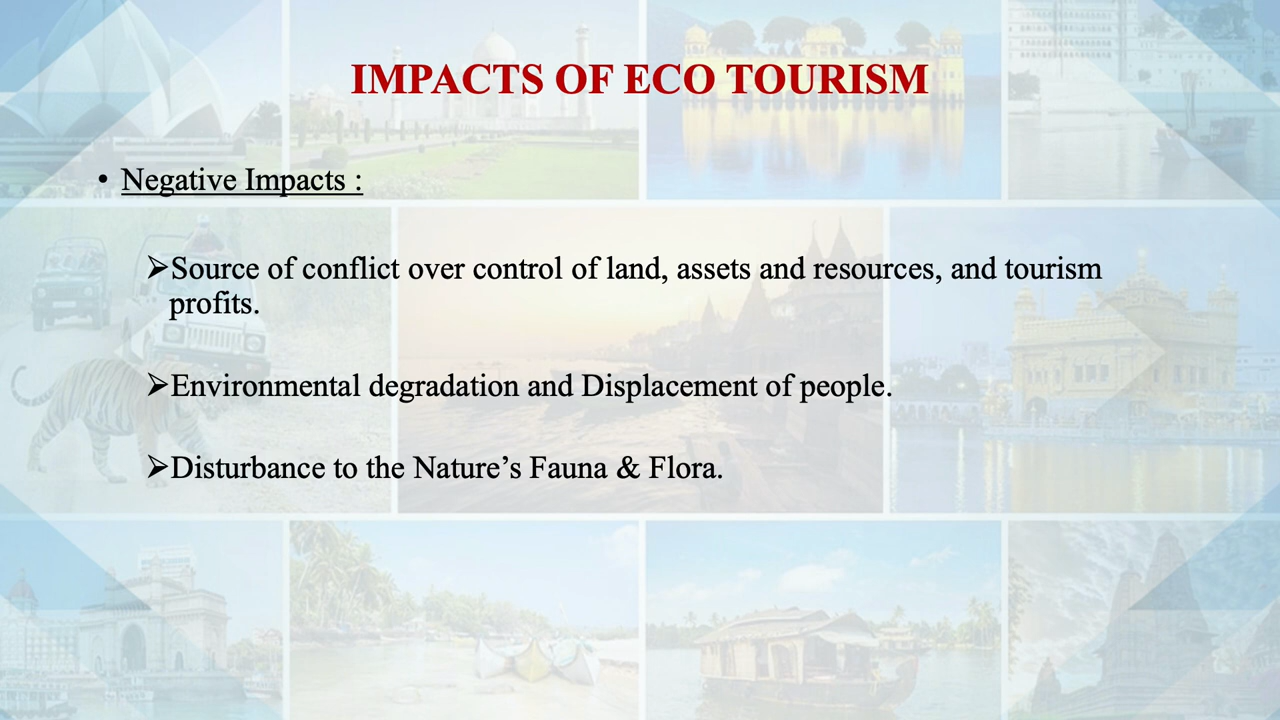 IMPACTS OF ECO TOURISM
• Negative Impacts :
➢Source of conflict over control of land, assets and resources, and tourism
profits.
➢Environmental degradation and Displacement of people.
➢Disturbance to the Nature’s Fauna & Flora.